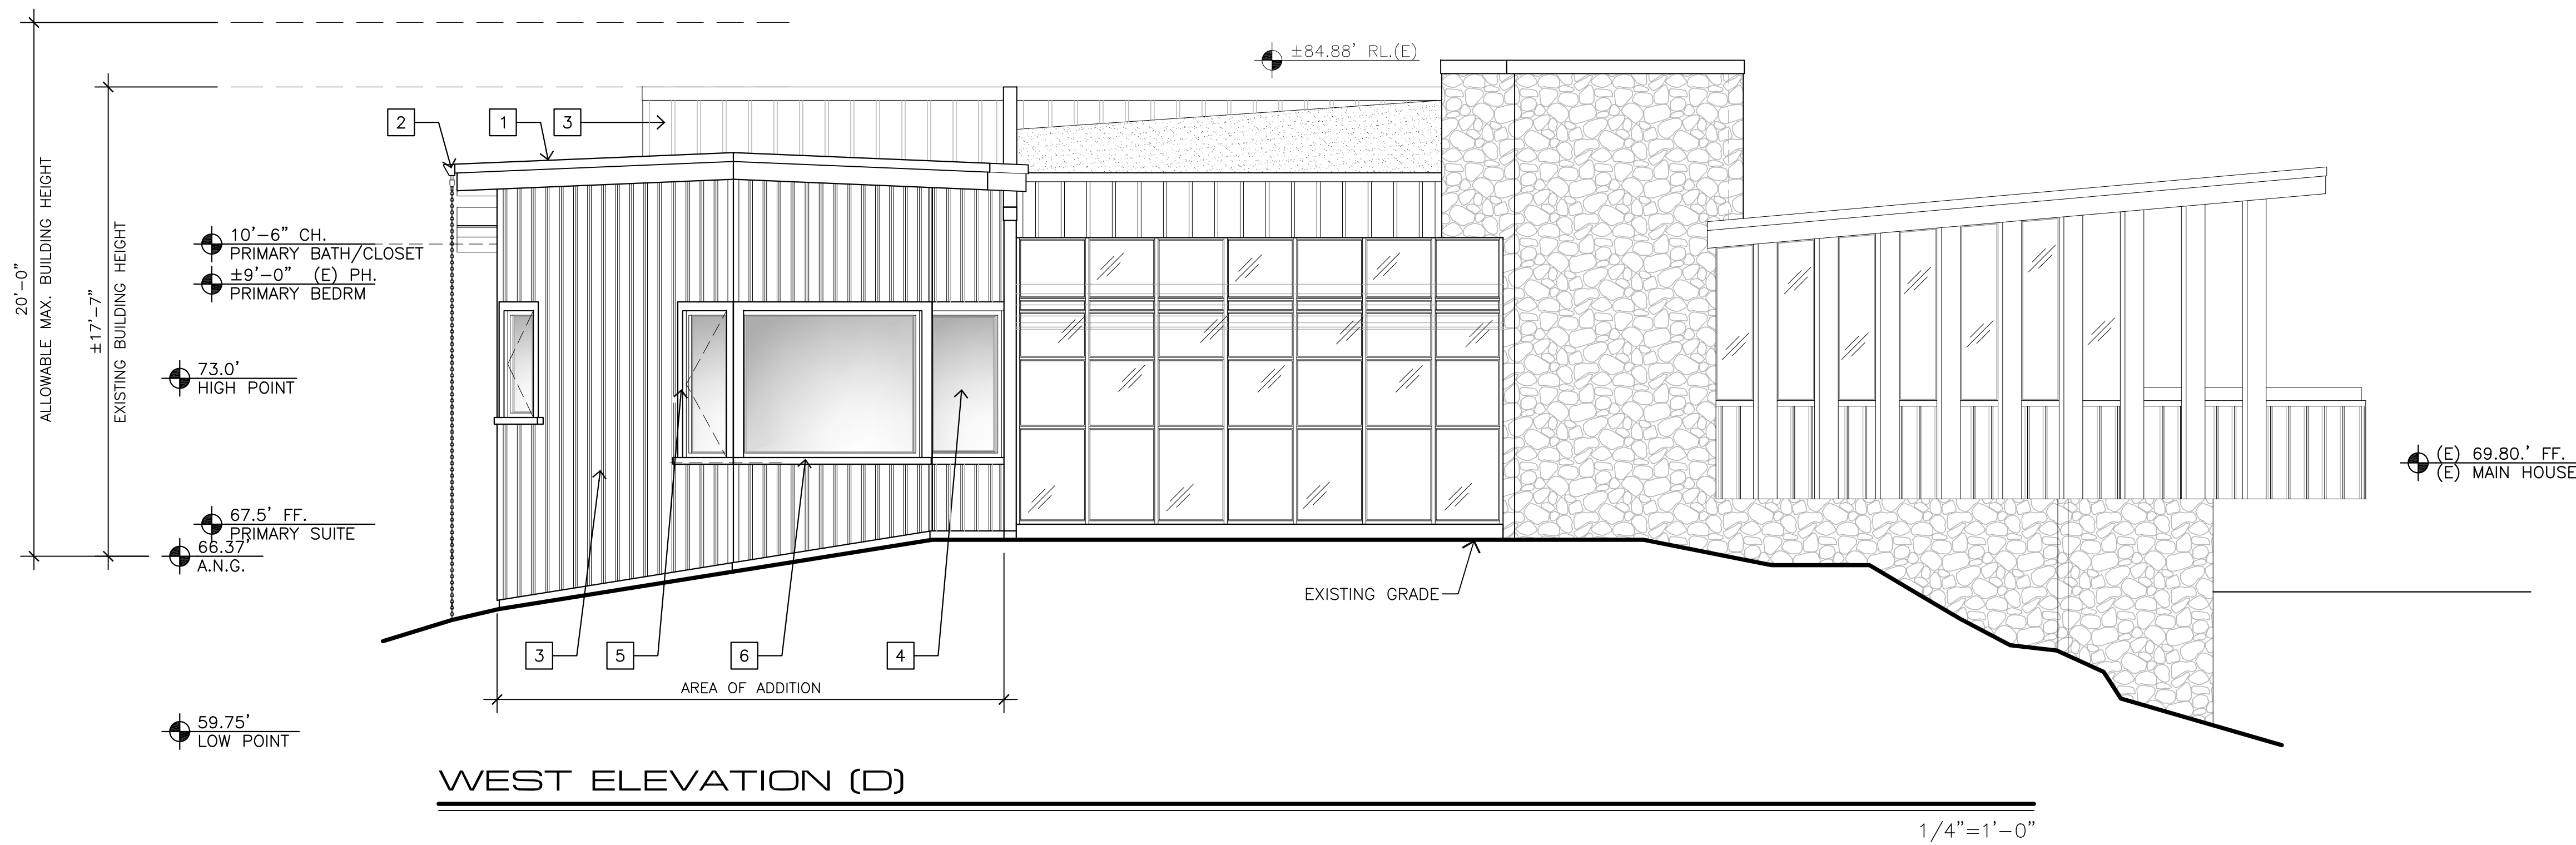 ±84.88' RL.(E)
2
1
3
20'-0"
ALLOWABLE MAX. BUILDING HEIGHT
±17'-7"
EXISTING BUILDING HEIGHT
10'-6" CH.
PRIMARY BATH/CLOSET
±9'-0" (E) PH.
PRIMARY BEDRM
73.0'
HIGH POINT
67.5' FF.
PRIMARY SUITE
66.37'
A.N.G.
59.75'
LOW POINT
(E) 69.80.' FF.
(E) MAIN HOUSE
EXISTING GRADE
3
5
6
4
AREA OF ADDITION
WEST ELEVATION (D)
1/4"=1'-0"